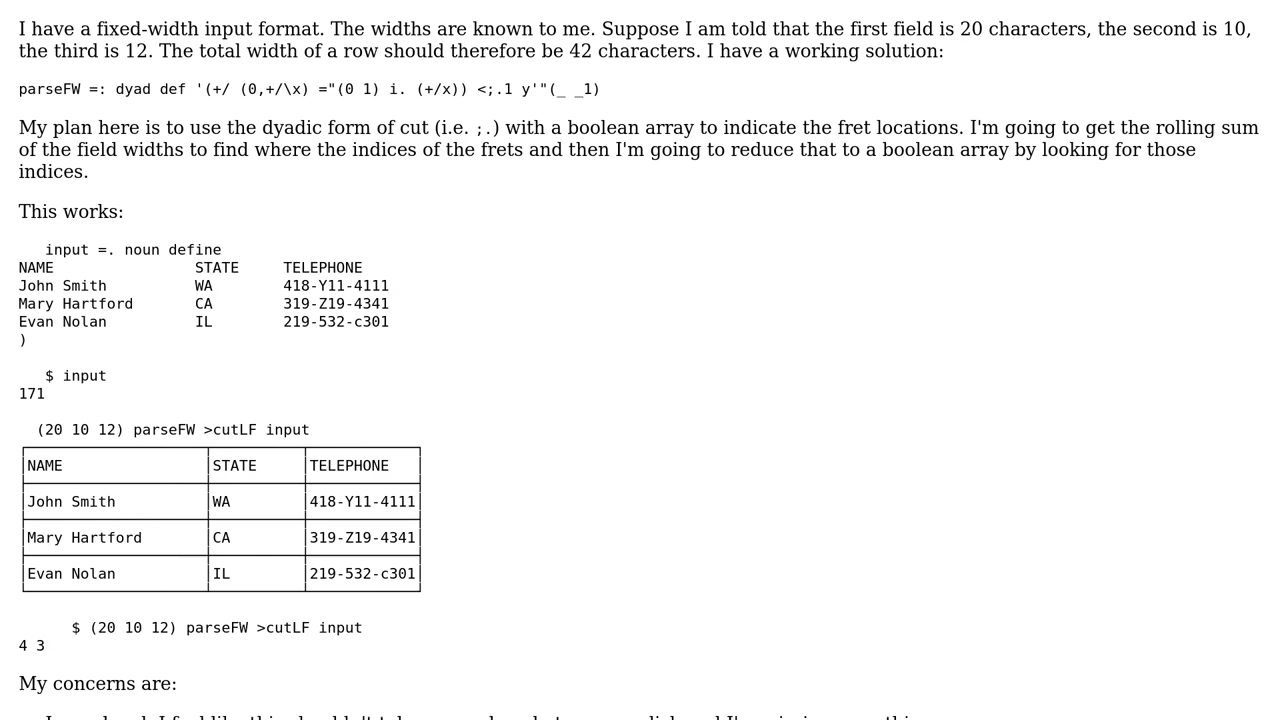 I have a fixed-width input format. The widths are known to me. Suppose I am told that the first field is 20 characters, the second is 10,
the third is 12. The total width of a row should therefore be 42 characters. I have a working solution:
parseFW =: dyad def '(+/ (0,+/\x) ="(0 1) i. (+/x)) <;.1 y'"(_ _1)
My plan here is to use the dyadic form of cut (i.e. ;.) with a boolean array to indicate the fret locations. I'm going to get the rolling sum
of the field widths to find where the indices of the frets and then I'm going to reduce that to a boolean array by looking for those
indices.
This works:
input =. noun define
NAME                STATE     TELEPHONE
John Smith          WA        418-Y11-4111
Mary Hartford       CA        319-Z19-4341
Evan Nolan          IL        219-532-c301
)
$ input
171
(20 10 12) parseFW >cutLF input
NAME                STATE     TELEPHONE
John Smith          WA        418-Y11-4111
Mary Hartford       CA        319-Z19-4341
Evan Nolan          IL        219-532-c301
$ (20 10 12) parseFW >cutLF input
4 3
My concerns are: